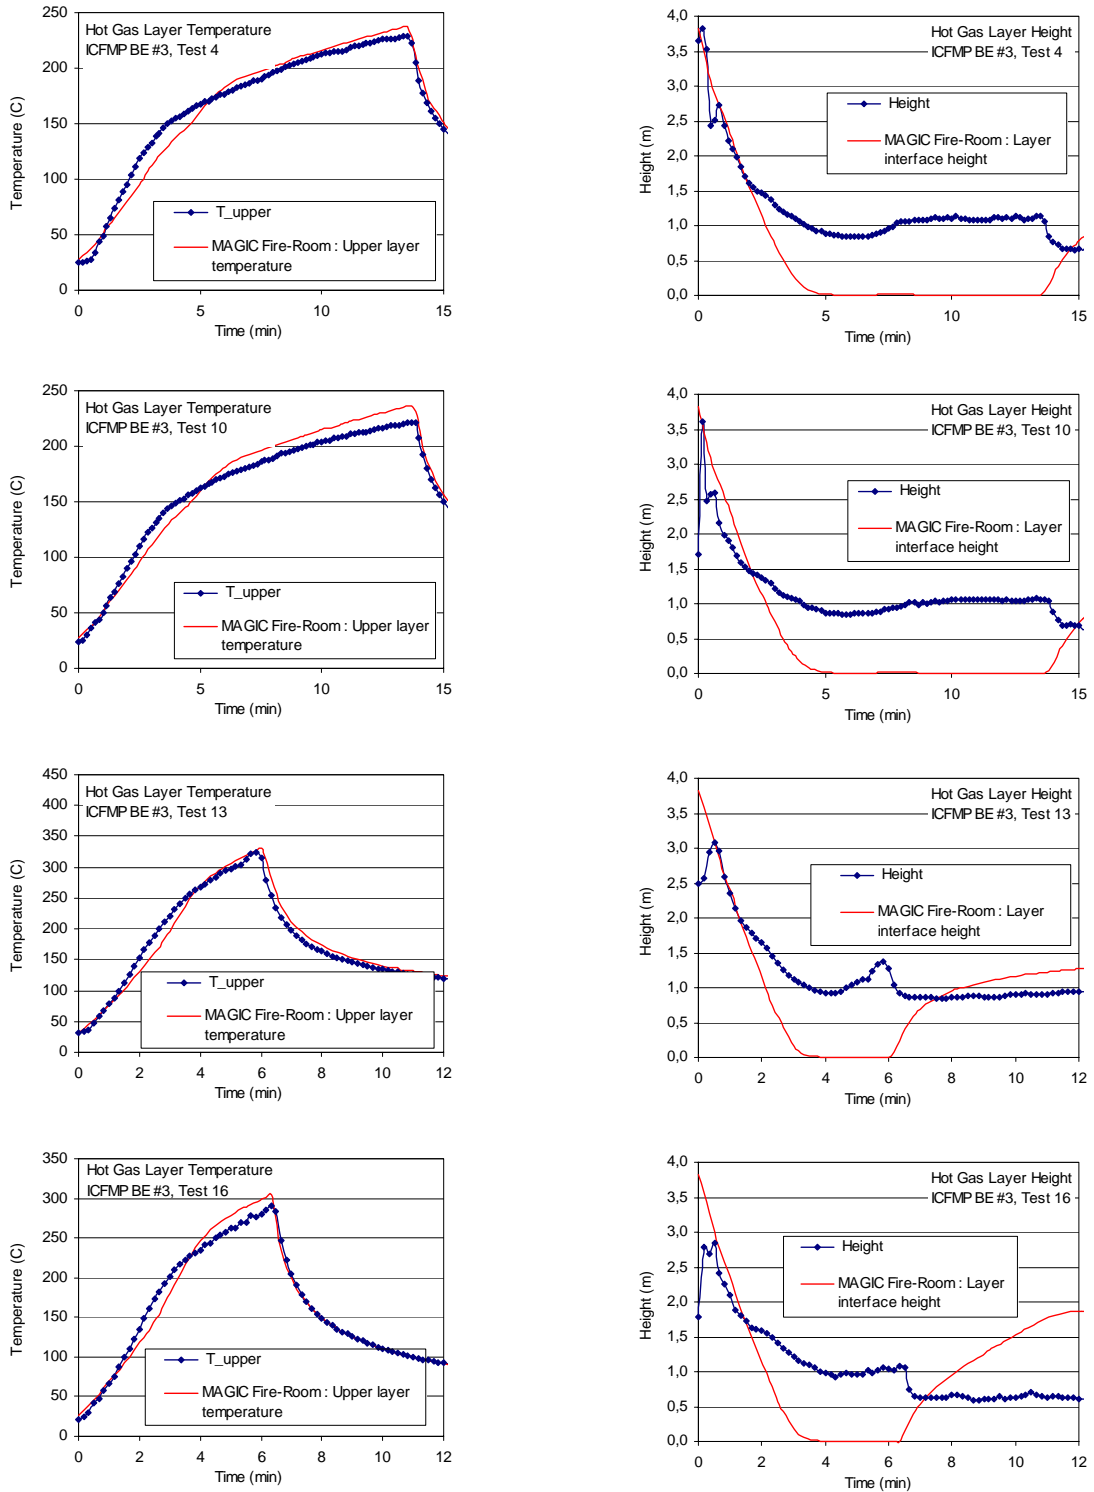 Hot Gas Layer Temperature
ICFMP BE #3, Test 4
250
200
150
100
50
0
Temperature (C)
T_upper
MAGIC Fire-Room : Upper layer
temperature
0 5 10 15
Time (min)
Hot Gas Layer Height
ICFMP BE #3, Test 4
4,0
3,5
3,0
2,5
2,0
1,5
1,0
0,5
0,0
Height (m)
Height
MAGIC Fire-Room : Layer
interface height
0 5 10 15
Time (min)
Hot Gas Layer Temperature
ICFMP BE #3, Test 10
250
200
150
100
50
0
Temperature (C)
T_upper
MAGIC Fire-Room : Upper layer
temperature
0 5 10 15
Time (min)
Hot Gas Layer Height
ICFMP BE #3, Test 10
4,0
3,5
3,0
2,5
2,0
1,5
1,0
0,5
0,0
Height (m)
Height
MAGIC Fire-Room : Layer
interface height
0 5 10 15
Time (min)
Hot Gas Layer Temperature
ICFMP BE #3, Test 13
450
400
350
300
250
200
150
100
50
0
Temperature (C)
T_upper
MAGIC Fire-Room : Upper layer
temperature
0 2 4 6 8 10 12
Time (min)
Hot Gas Layer Height
ICFMP BE #3, Test 13
4,0
3,5
3,0
2,5
2,0
1,5
1,0
0,5
0,0
Height (m)
Height
MAGIC Fire-Room : Layer
interface height
0 2 4 6 8 10 12
Time (min)
Hot Gas Layer Temperature
ICFMP BE #3, Test 16
350
300
250
200
150
100
50
0
Temperature (C)
T_upper
MAGIC Fire-Room : Upper layer
temperature
0 2 4 6 8 10 12
Time (min)
Hot Gas Layer Height
ICFMP BE #3, Test 16
4,0
3,5
3,0
2,5
2,0
1,5
1,0
0,5
0,0
Height (m)
Height
MAGIC Fire-Room : Layer
interface height
0 2 4 6 8 10 12
Time (min)